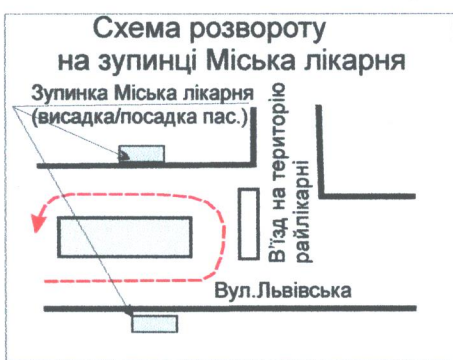 Схема розвороту
на зупинці Міська лікарня
Зупинка Міська лікарня
(висадка/посадка пас.)
В"їзд на територію
райлікарні
Вул.Львівська